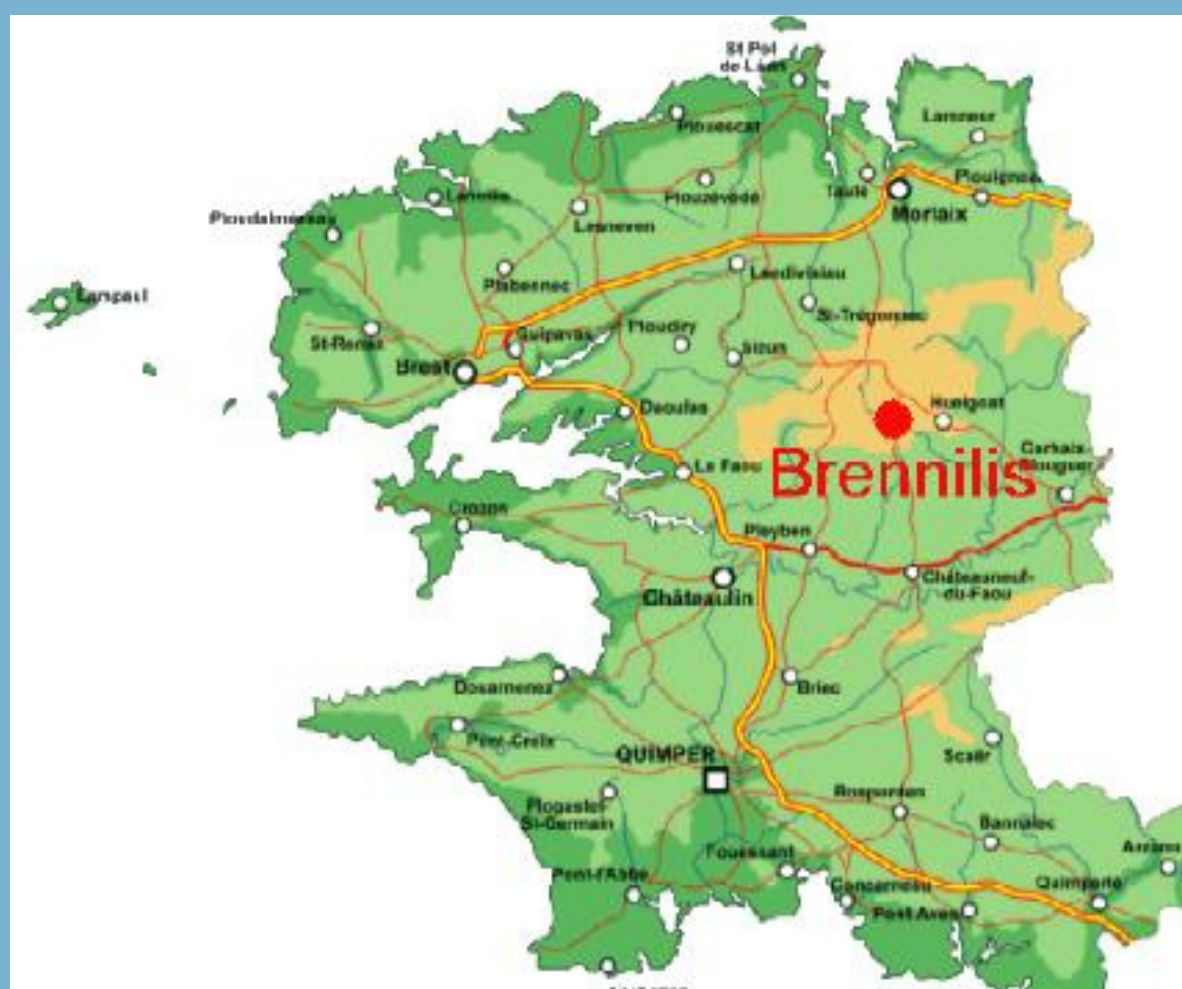 St Pol
de Léon
Lanmeur
Plouescat
Plouigneau
Taulé
Plouzévédé
Morlaix
Lannilis
Ploudalmézeau
Lesneven
Landivisiau
Plabennec
Lampaul
St-Thégonnec
Ploudiry
Guipavas
St-Renan
Sizun
Brest
Huelgoat
Daoulas
Carhaix-
Plouguer
Le Faou
Brennilis
Crozon
Pleyben
Châteauneuf-
du-Faou
Châteaulin
Douarnenez
Briec
Pont-Croix
QUIMPER
Scaër
Rosporden
Plogastel-
St-Germain
Bannalec
Arzano
Fouesnant
Pont-l'Abbé
Concarneau
Quimperlé
Pont-Aven